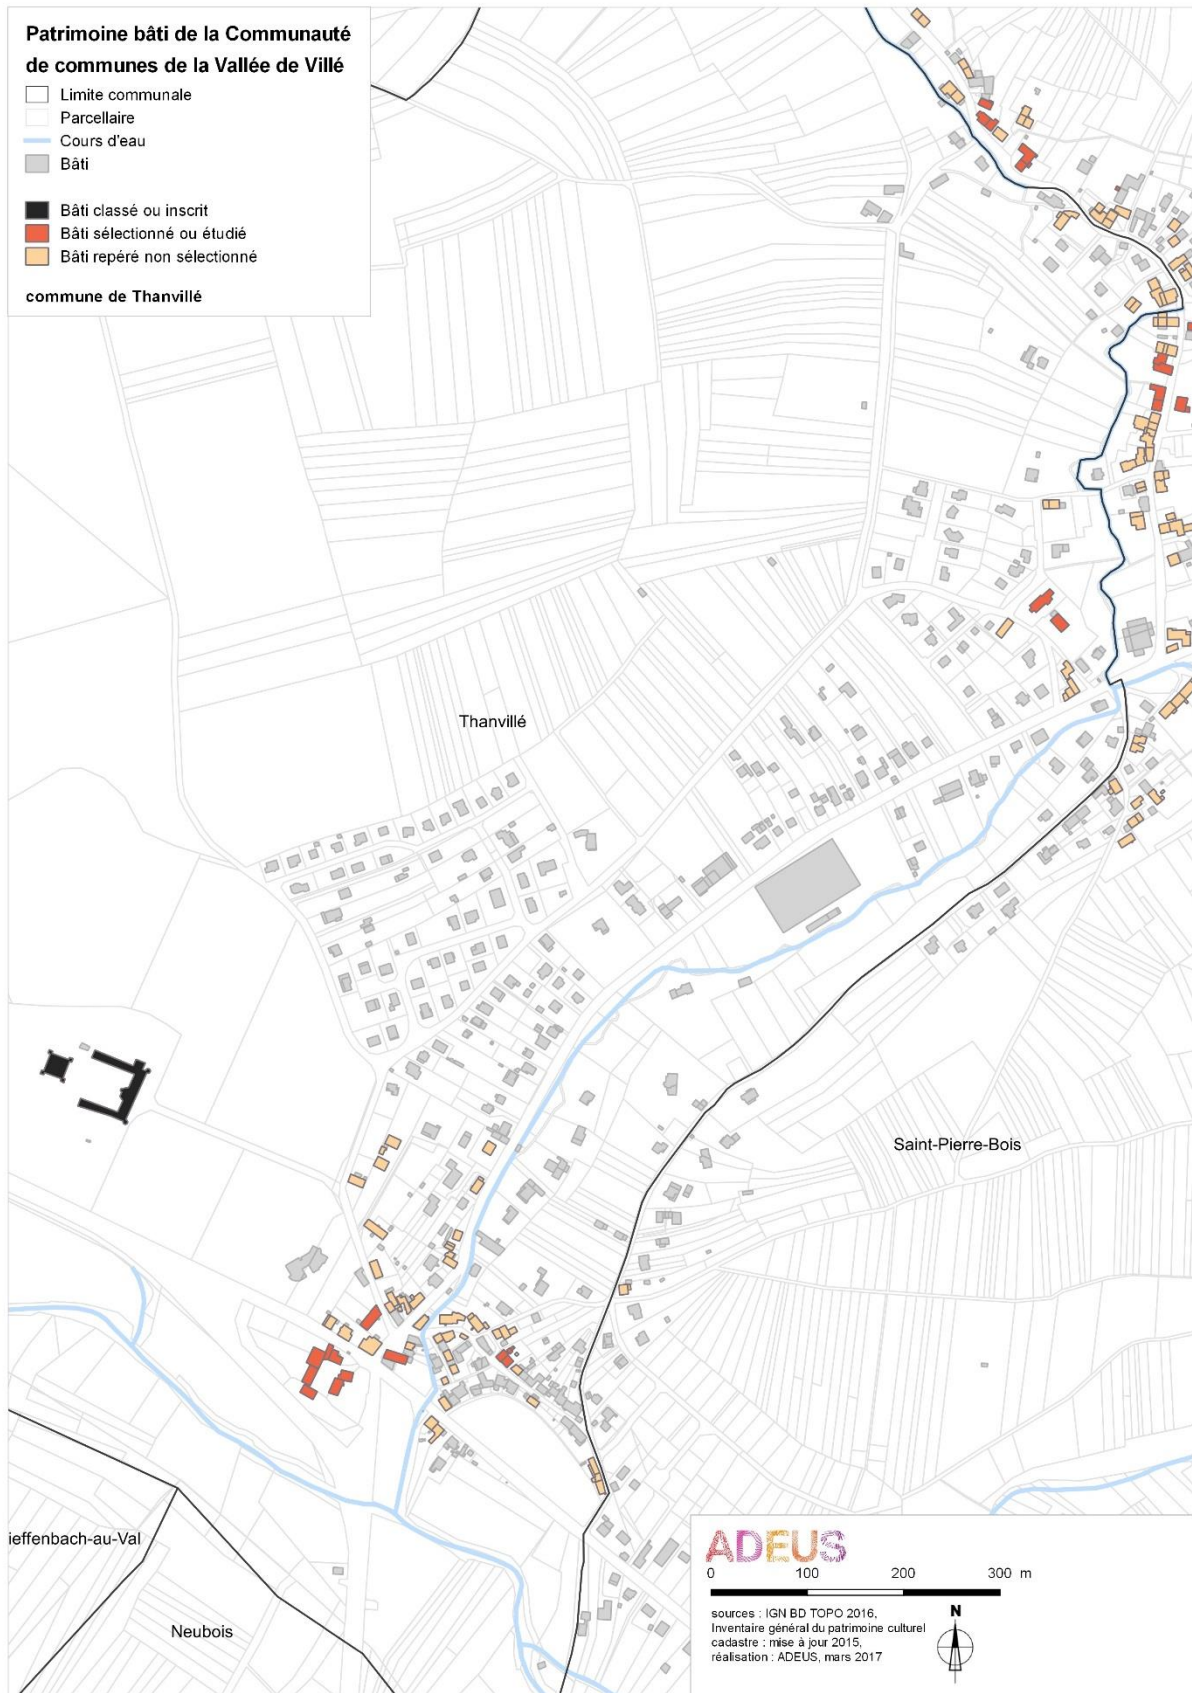 Patrimoine bâti de la Communauté
de communes de la Vallée de Villé
Limite communale
Parcellaire
Cours d'eau
Bâti
Bâti classé ou inscrit
Bâti sélectionné ou étudié
Bâti repéré non sélectionné
commune de Thanvillé
Thanvillé
Saint-Pierre-Bois
ieffenbach-au-Val
Neubois
ADEUS
0 100 200 300 m
sources : IGN BD TOPO 2016,
Inventaire général du patrimoine culturel
cadastre : mise à jour 2015,
réalisation : ADEUS, mars 2017
N